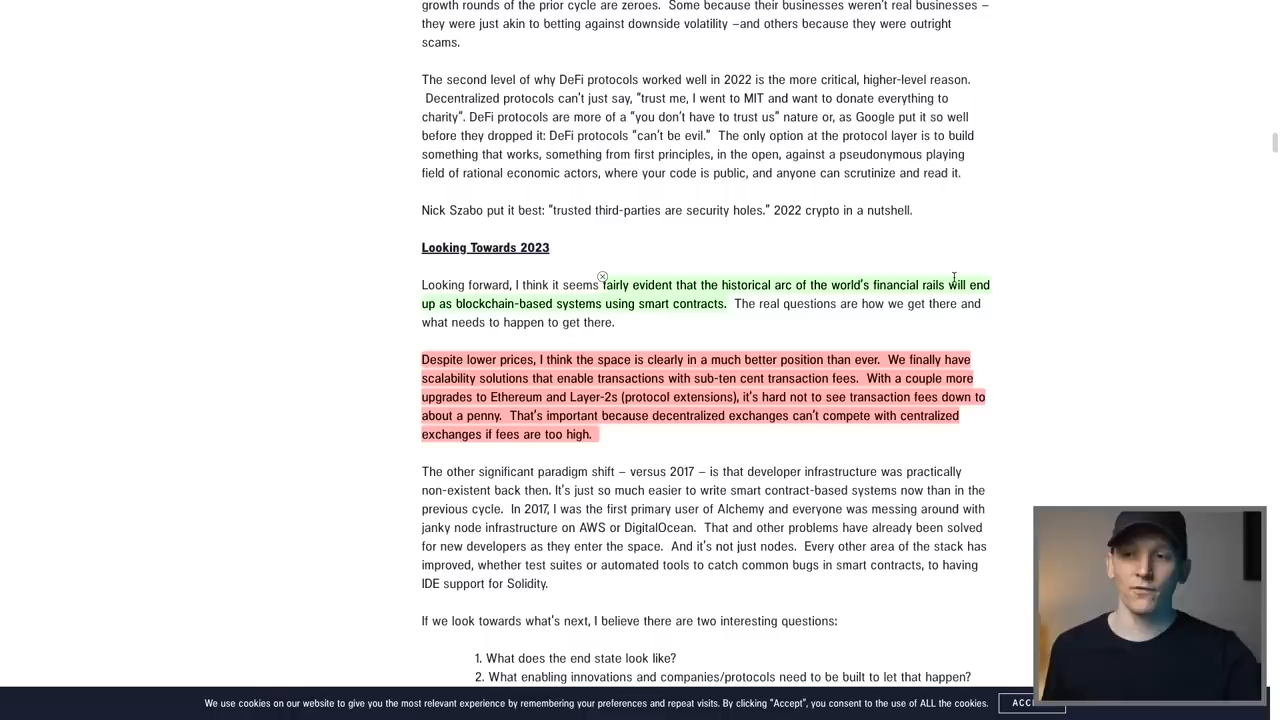 growth rounds of the prior cycle are zeroes.  Some because their businesses weren't real businesses –
they were just akin to betting against downside volatility –and others because they were outright
scams.
The second level of why DeFi protocols worked well in 2022 is the more critical, higher-level reason.
Decentralized protocols can't just say, "trust me, I went to MIT and want to donate everything to
charity". DeFi protocols are more of a "you don't have to trust us" nature or, as Google put it so well
before they dropped it: DeFi protocols "can't be evil."  The only option at the protocol layer is to build
something that works, something from first principles, in the open, against a pseudonymous playing
field of rational economic actors, where your code is public, and anyone can scrutinize and read it.
Nick Szabo put it best: "trusted third-parties are security holes." 2022 crypto in a nutshell.
Looking Towards 2023
Looking forward, I think it seems fairly evident that the historical arc of the world's financial rails will end
up as blockchain-based systems using smart contracts.  The real questions are how we get there and
what needs to happen to get there.
Despite lower prices, I think the space is clearly in a much better position than ever.  We finally have
scalability solutions that enable transactions with sub-ten cent transaction fees.  With a couple more
upgrades to Ethereum and Layer-2s (protocol extensions), it's hard not to see transaction fees down to
about a penny.  That's important because decentralized exchanges can't compete with centralized
exchanges if fees are too high.
The other significant paradigm shift – versus 2017 – is that developer infrastructure was practically
non-existent back then. It's just so much easier to write smart contract-based systems now than in the
previous cycle.  In 2017, I was the first primary user of Alchemy and everyone was messing around with
janky node infrastructure on AWS or DigitalOcean.  That and other problems have already been solved
for new developers as they enter the space.  And it's not just nodes.  Every other area of the stack has
improved, whether test suites or automated tools to catch common bugs in smart contracts, to having
IDE support for Solidity.
If we look towards what's next, I believe there are two interesting questions:
1. What does the end state look like?
2. What enabling innovations and companies/protocols need to be built to let that happen?
We use cookies on our website to give you the most relevant experience by remembering your preferences and repeat visits. By clicking "Accept", you consent to the use of ALL the cookies.